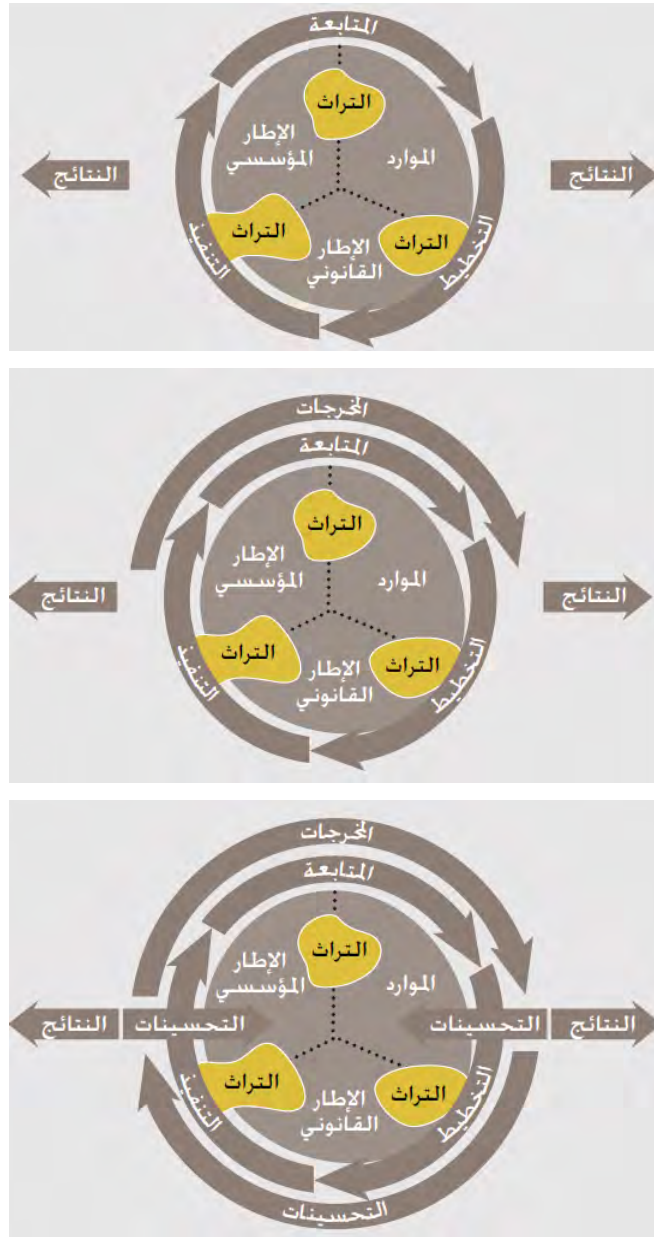 المتابعة
التراث
الإطار
المؤسسي
الموارد
النتائج
النتائج
التراث
التراث
الإطار
القانوني
التنفيذ
التخطيط
المخرجات
المتابعة
التراث
الإطار
المؤسسي
الموارد
النتائج
النتائج
التراث
التراث
الإطار
القانوني
التنفيذ
التخطيط
المخرجات
المتابعة
التراث
الإطار
المؤسسي
الموارد
النتائج
التحسينات
التحسينات
النتائج
التراث
التراث
الإطار
القانوني
التنفيذ
التخطيط
التحسينات